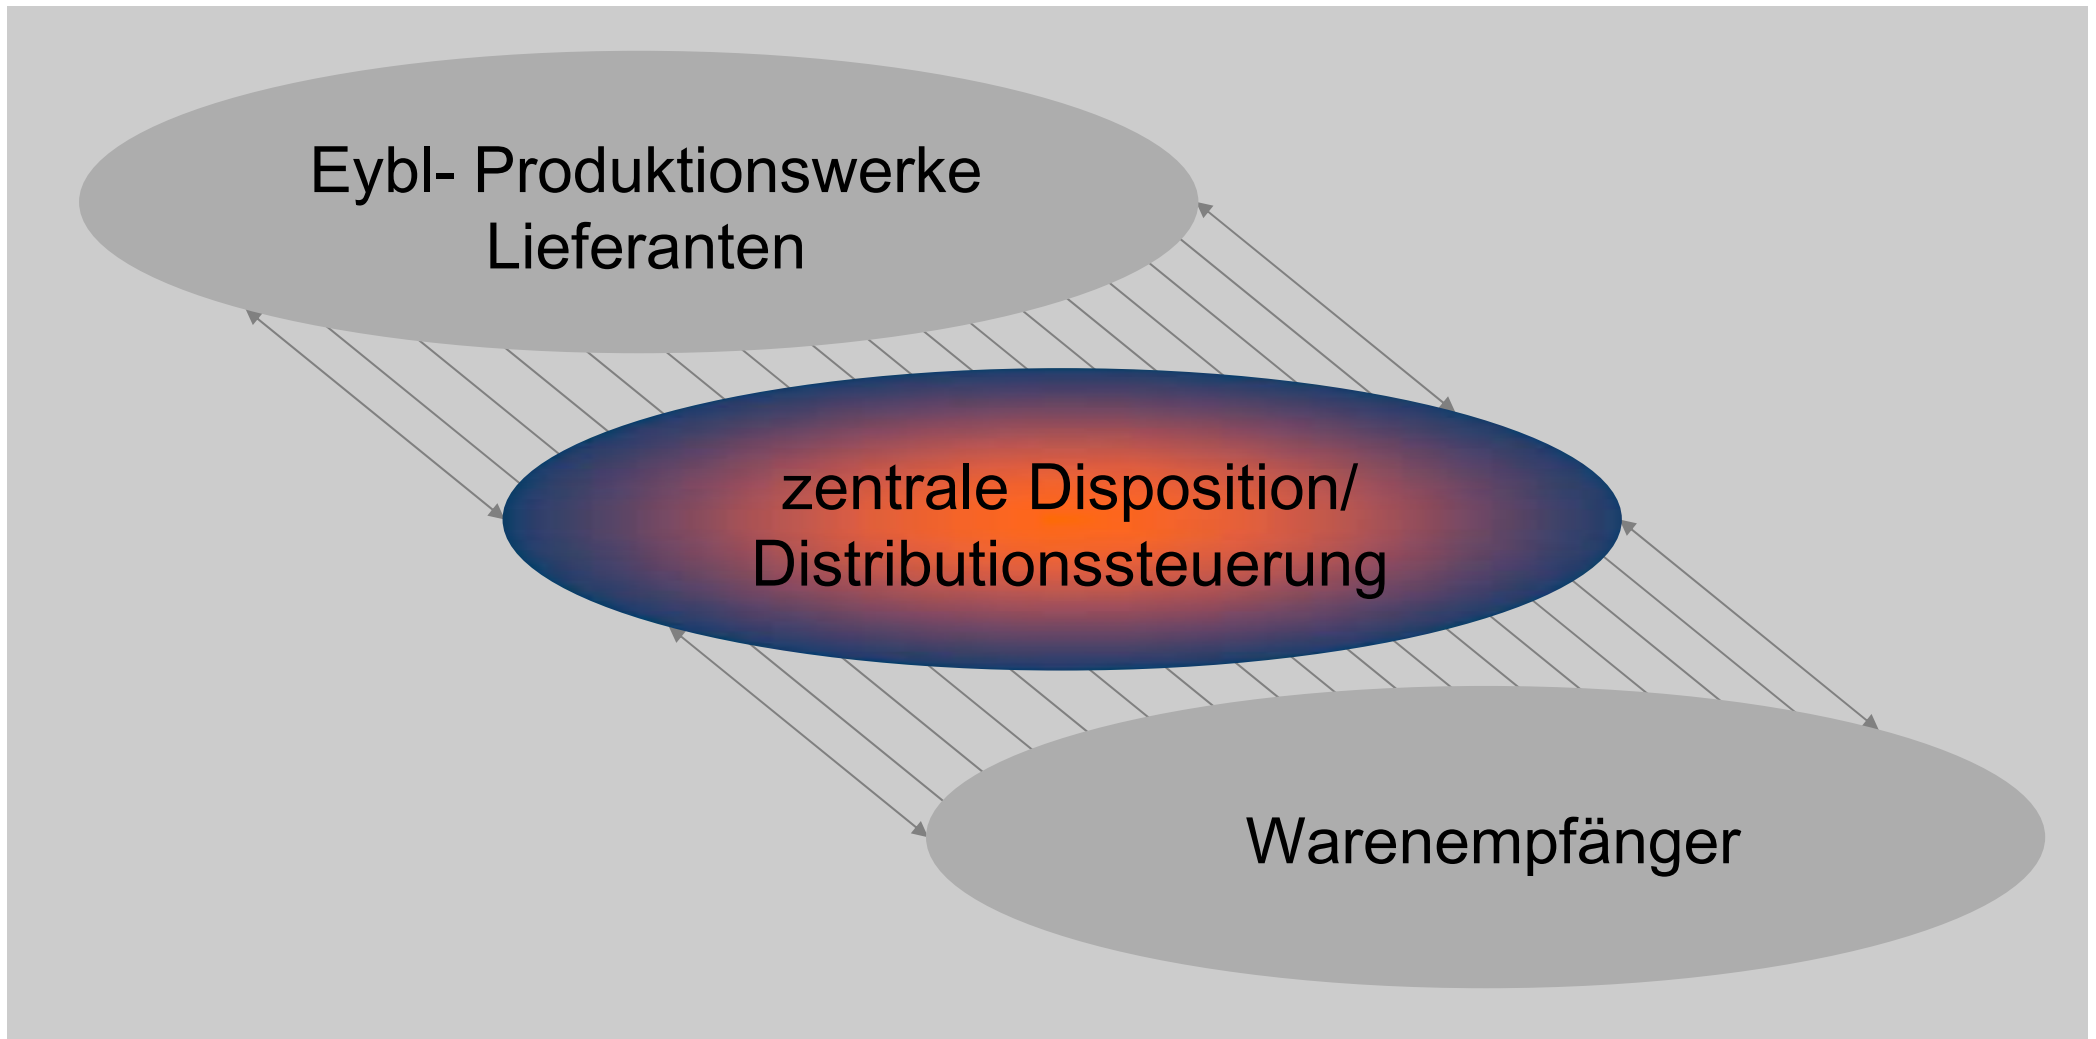 Eybl- Produktionswerke
Lieferanten
zentrale Disposition/
Distributionssteuerung
Warenempfänger